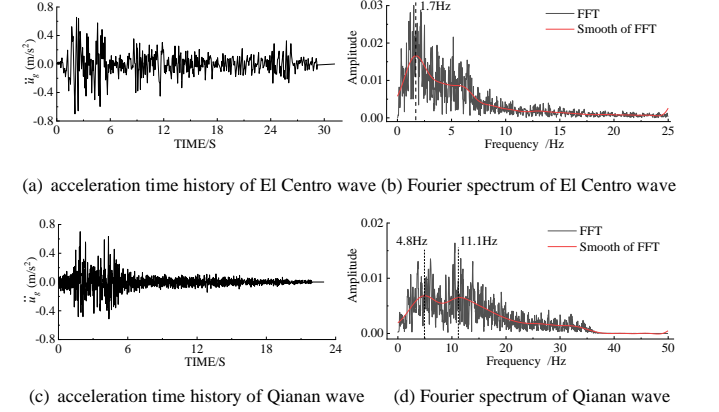 0.8
0.4
0.0
-0.4
-0.8
ü_g (m/s²)
0 6 12 18 24 30
TIME/S
0.03
0.02
0.01
0.00
Amplitude
1.7Hz
FFT
Smooth of FFT
0 5 10 15 20 25
Frequency /Hz
(a) acceleration time history of El Centro wave (b) Fourier spectrum of El Centro wave
0.8
0.4
0.0
-0.4
-0.8
ü_g (m/s²)
0 6 12 18 24
TIME/S
0.02
0.01
0.00
Amplitude
4.8Hz 11.1Hz
FFT
Smooth of FFT
0 10 20 30 40 50
Frequency /Hz
(c) acceleration time history of Qianan wave (d) Fourier spectrum of Qianan wave